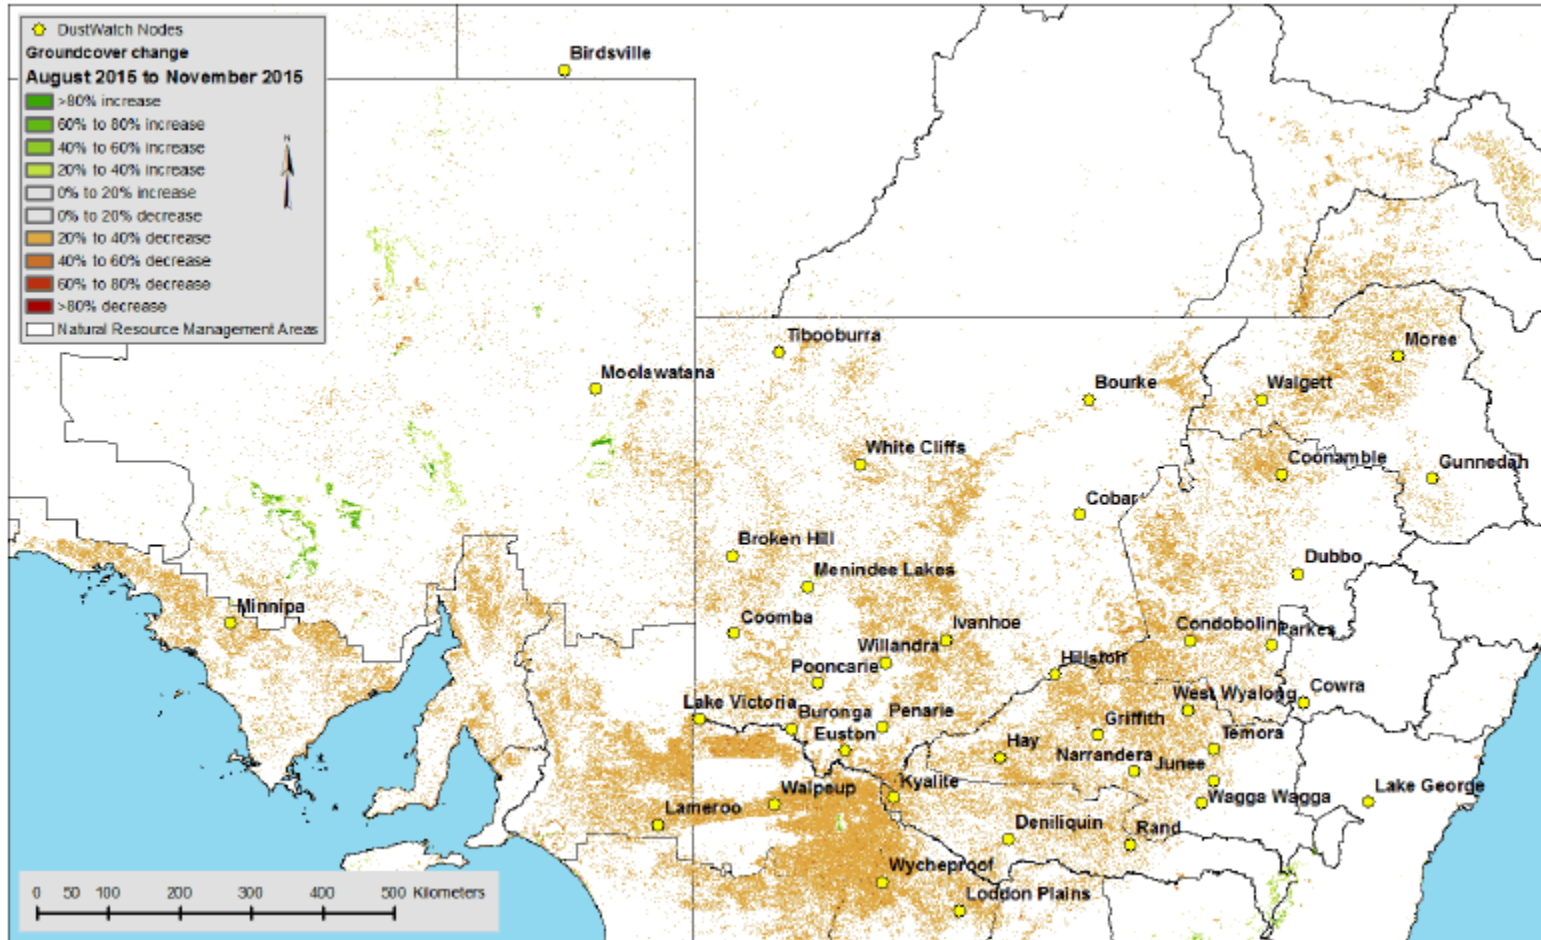 DustWatch Nodes
Groundcover change
August 2015 to November 2015
>80% increase
60% to 80% increase
40% to 60% increase
20% to 40% increase
0% to 20% increase
0% to 20% decrease
20% to 40% decrease
40% to 60% decrease
60% to 80% decrease
>80% decrease
Natural Resource Management Areas
N
Birdsville
Tibooburra
Moree
Moolawatana
Bourke
Walgett
White Cliffs
Coonamble
Gunnedah
Cobar
Broken Hill
Dubbo
Menindee Lakes
Minnipa
Coomba
Ivanhoe
Condobolin
Parkes
Willandra
Hillston
Pooncarie
Cowra
West Wyalong
Lake Victoria
Buronga
Penarie
Griffith
Euston
Temora
Hay
Narrandera
Junee
Kyalite
Walpeup
Lake George
Wagga Wagga
Lameroo
Deniliquin
Rand
Wycheproof
Loddon Plains
0 50 100 200 300 400 500 Kilometers